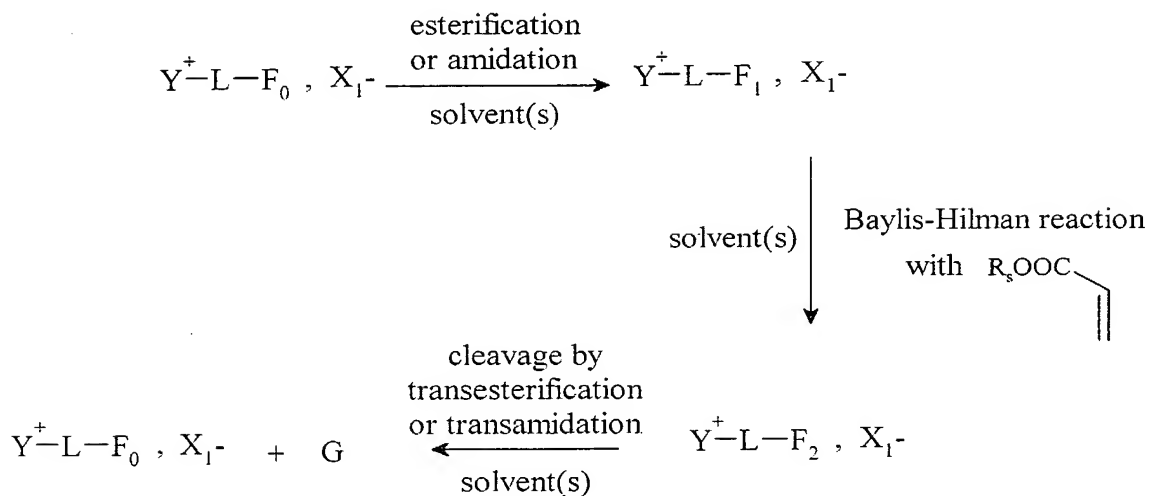 esterification
or amidation
Y+—L—F0 , X1-
solvent(s)
Y+—L—F1 , X1-
solvent(s)
Baylis-Hilman reaction
with RsOOC
cleavage by
transesterification
or transamidation
Y+—L—F0 , X1- + G
solvent(s)
Y+—L—F2 , X1-